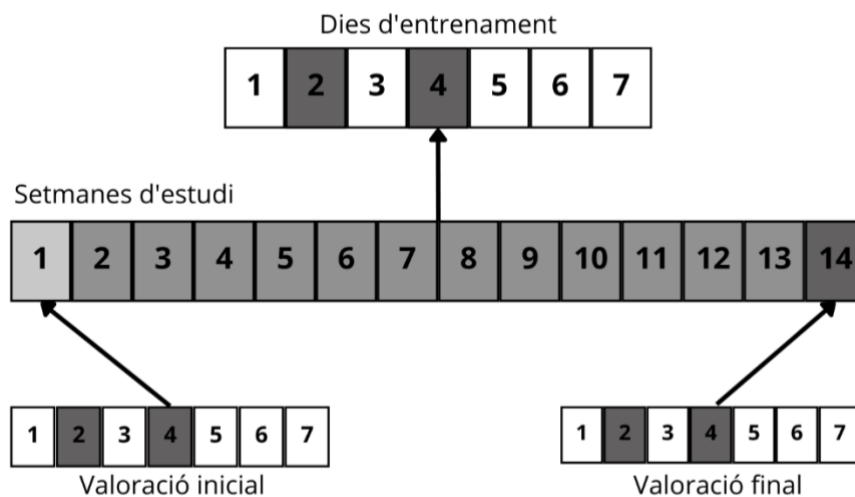 Dies d'entrenament
1 2 3 4 5 6 7
Setmanes d'estudi
1 2 3 4 5 6 7 8 9 10 11 12 13 14
1 2 3 4 5 6 7
Valoració inicial
1 2 3 4 5 6 7
Valoració final